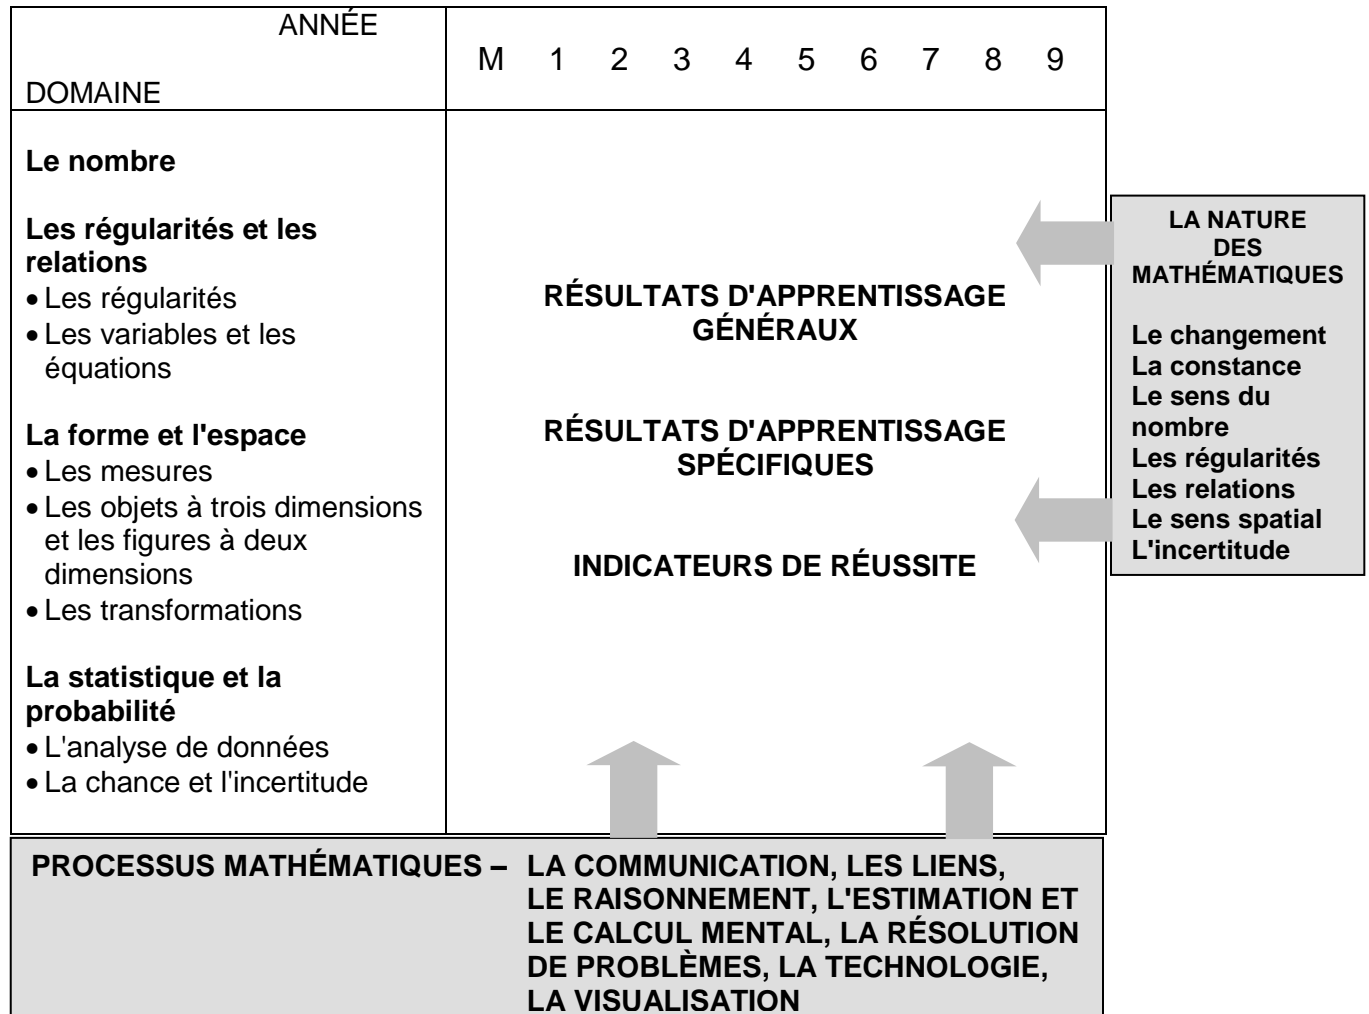 ANNÉE
DOMAINE
M 1 2 3 4 5 6 7 8 9
Le nombre
Les régularités et les
relations
• Les régularités
• Les variables et les
équations
La forme et l'espace
• Les mesures
• Les objets à trois dimensions
et les figures à deux
dimensions
• Les transformations
La statistique et la
probabilité
• L'analyse de données
• La chance et l'incertitude
RÉSULTATS D'APPRENTISSAGE
GÉNÉRAUX
RÉSULTATS D'APPRENTISSAGE
SPÉCIFIQUES
INDICATEURS DE RÉUSSITE
LA NATURE
DES
MATHÉMATIQUES
Le changement
La constance
Le sens du
nombre
Les régularités
Les relations
Le sens spatial
L'incertitude
PROCESSUS MATHÉMATIQUES – LA COMMUNICATION, LES LIENS,
LE RAISONNEMENT, L'ESTIMATION ET
LE CALCUL MENTAL, LA RÉSOLUTION
DE PROBLÈMES, LA TECHNOLOGIE,
LA VISUALISATION